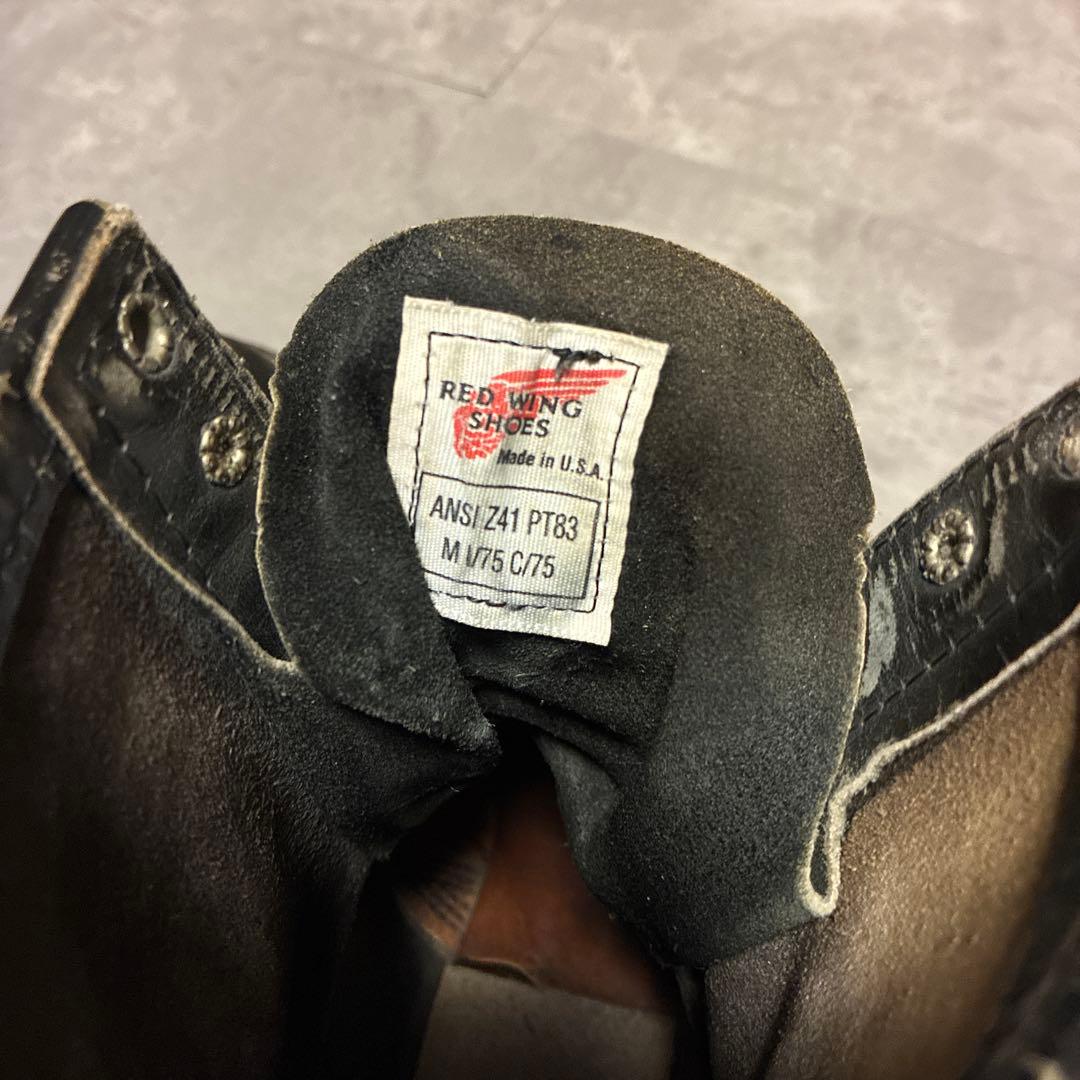 RED WING
SHOES
Made in U.S.A.
ANSI Z41 PT83
M I/75 C/75